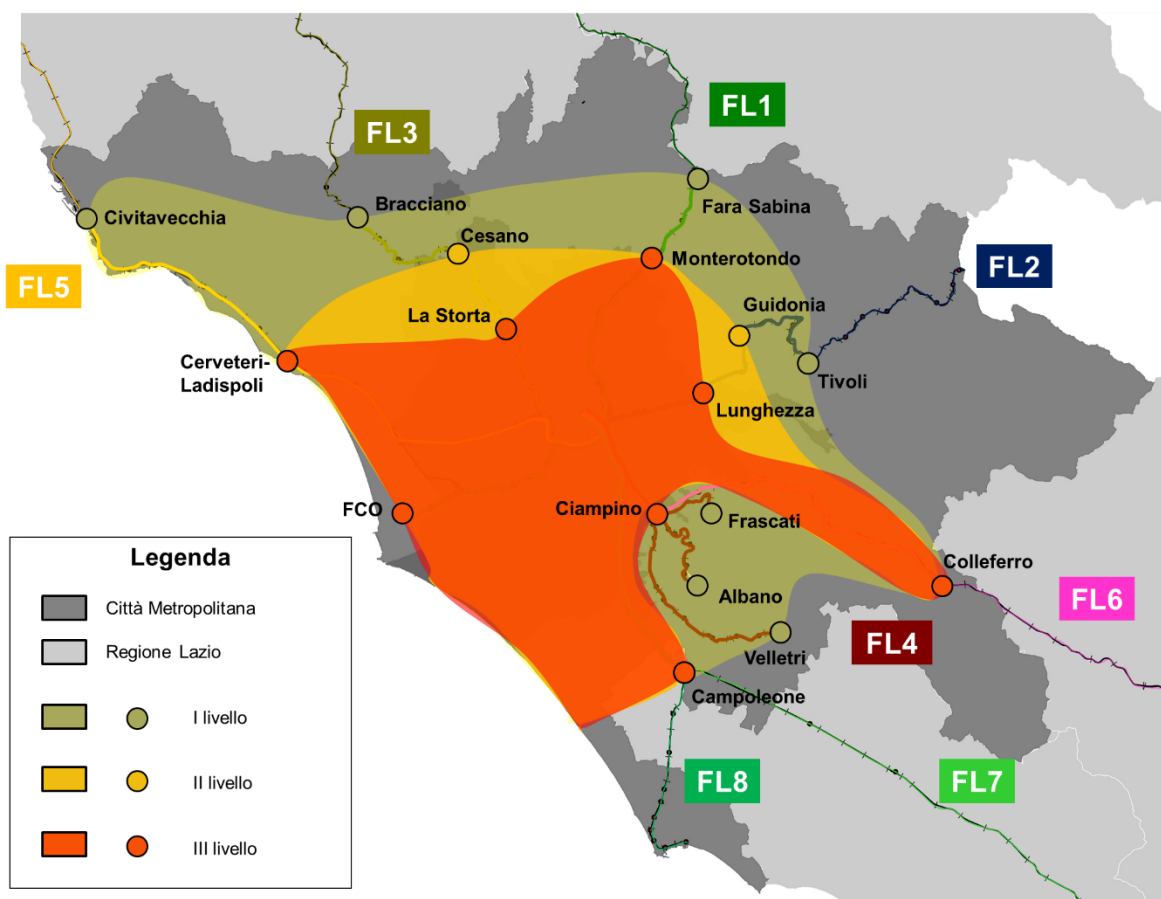 FL1
FL3
Fara Sabina
Bracciano
Civitavecchia
Cesano
Monterotondo
FL2
FL5
Guidonia
La Storta
Cerveteri-
Ladispoli
Tivoli
Lunghezza
FCO
Ciampino
Frascati
Colleferro
Albano
FL6
FL4
Velletri
Campoleone
FL8
FL7
Legenda
Città Metropolitana
Regione Lazio
I livello
II livello
III livello